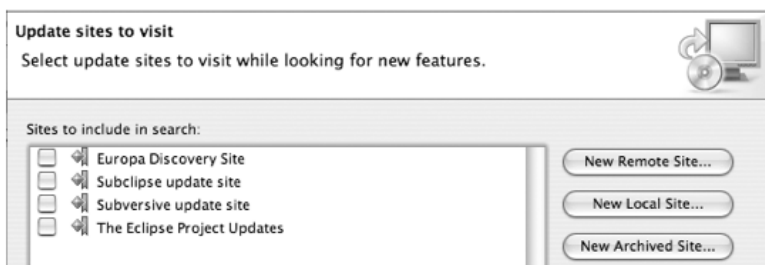 Update sites to visit
Select update sites to visit while looking for new features.
Sites to include in search:
Europa Discovery Site
Subclipse update site
Subversive update site
The Eclipse Project Updates
New Remote Site...
New Local Site...
New Archived Site...